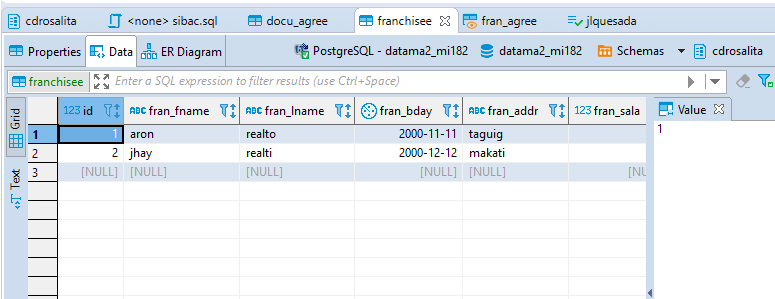 cdrosalita <none> sibac.sql docu_agree franchisee fran_agree jlquesada
Properties Data ER Diagram PostgreSQL - datama2_mi182 datama2_mi182 Schemas cdrosalita
franchisee Enter a SQL expression to filter results (use Ctrl+Space)
Grid
Text
123 id ABC fran_fname ABC fran_lname fran_bday ABC fran_addr 123 fran_sala
1 1 aron realto 2000-11-11 taguig
2 2 jhay realti 2000-12-12 makati
3 [NULL] [NULL] [NULL] [NULL] [NULL] [NU
Value
1